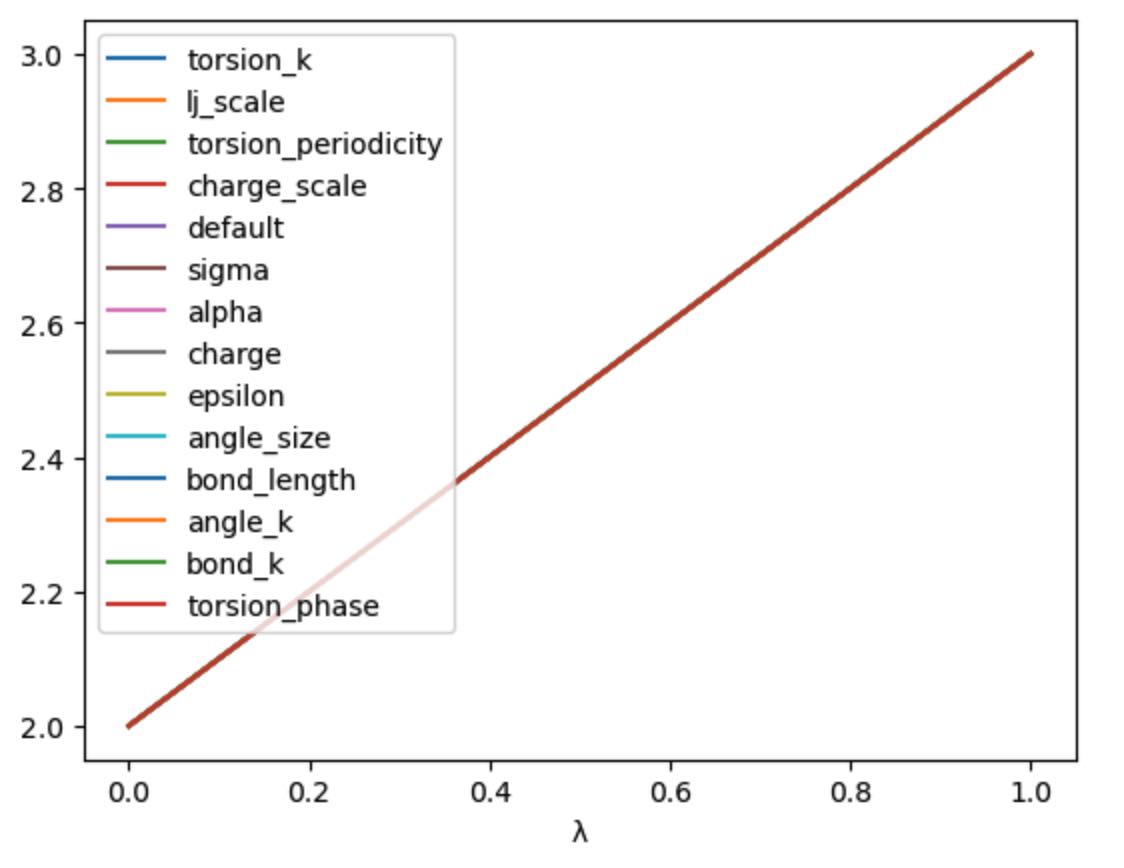 3.0
2.8
2.6
2.4
2.2
2.0
torsion_k
lj_scale
torsion_periodicity
charge_scale
default
sigma
alpha
charge
epsilon
angle_size
bond_length
angle_k
bond_k
torsion_phase
0.0 0.2 0.4 0.6 0.8 1.0
λ